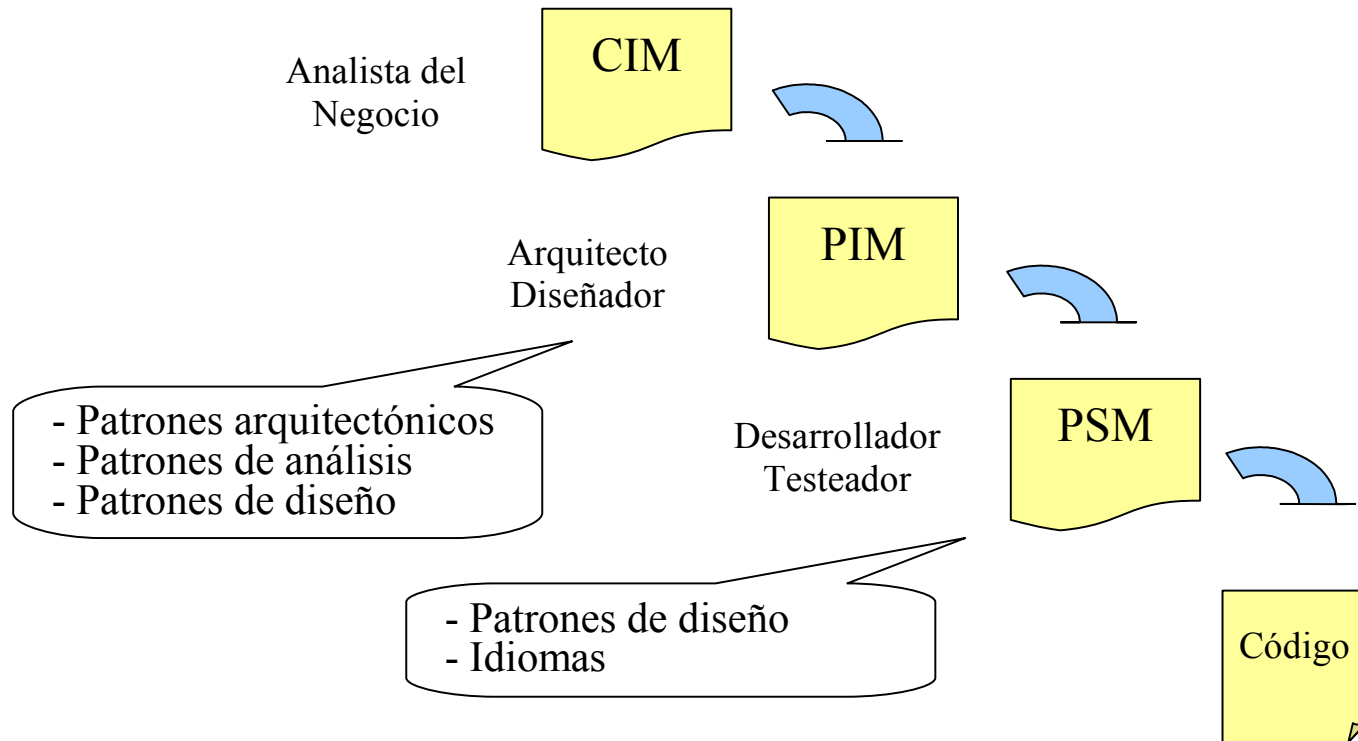 CIM
Analista del
Negocio
PIM
Arquitecto
Diseñador
- Patrones arquitectónicos
- Patrones de análisis
- Patrones de diseño
PSM
Desarrollador
Testeador
- Patrones de diseño
- Idiomas
Código